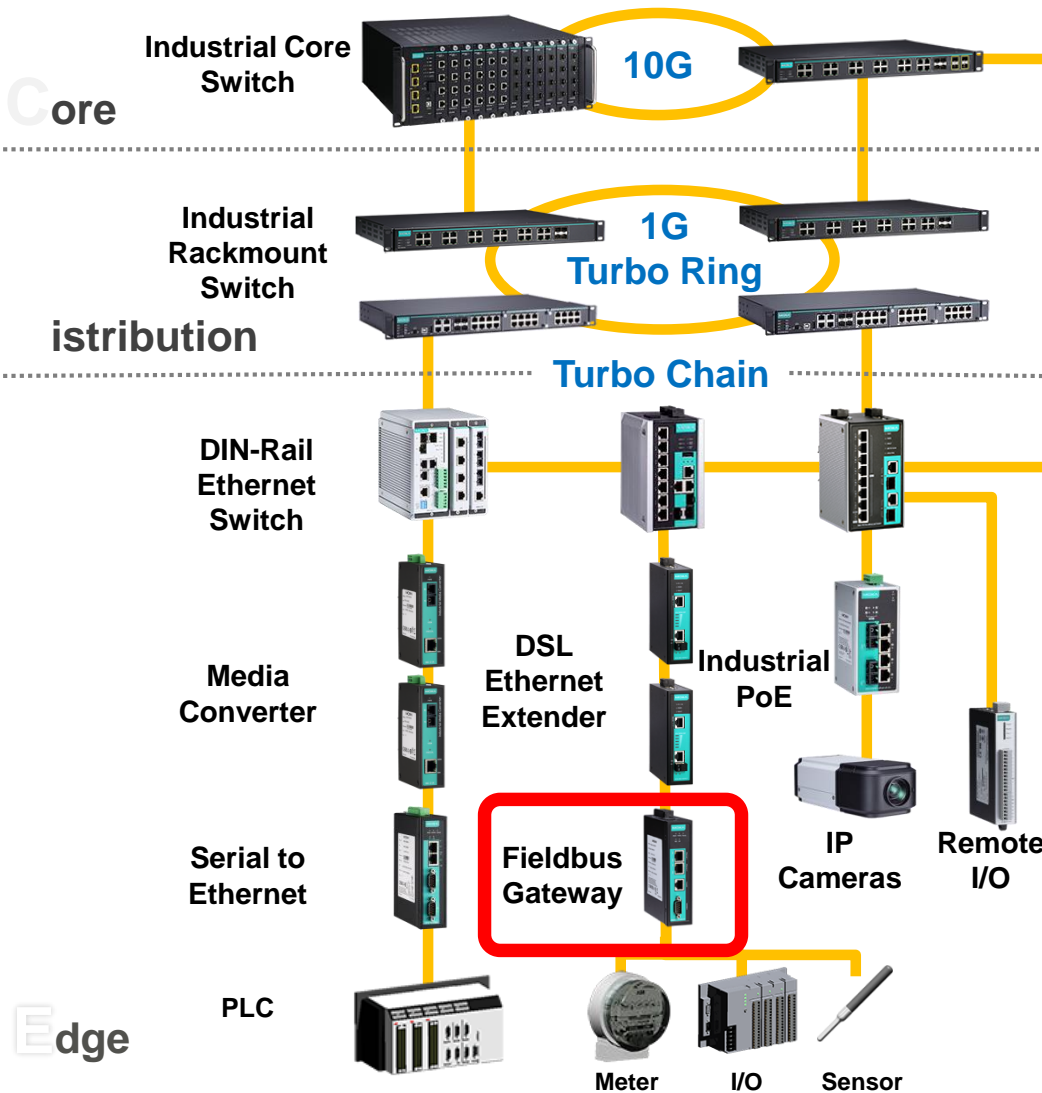 Industrial Core
Switch
10G
Core
Industrial
Rackmount
Switch
1G
Turbo Ring
istribution
Turbo Chain
DIN-Rail
Ethernet
Switch
Media
Converter
DSL
Ethernet
Extender
Industrial
PoE
Serial to
Ethernet
Fieldbus
Gateway
IP
Cameras
Remote
I/O
PLC
Edge
Meter
I/O
Sensor